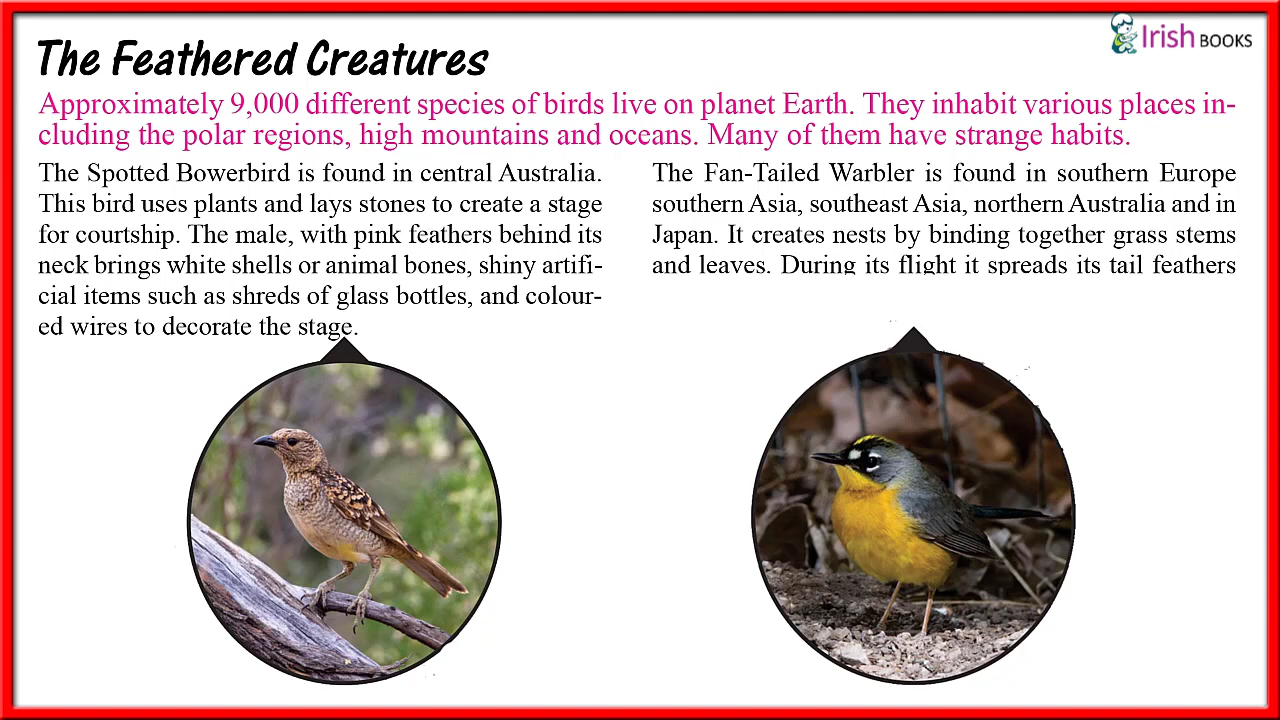 Irish BOOKS
The Feathered Creatures
Approximately 9,000 different species of birds live on planet Earth. They inhabit various places in-
cluding the polar regions, high mountains and oceans. Many of them have strange habits.
The Spotted Bowerbird is found in central Australia.
This bird uses plants and lays stones to create a stage
for courtship. The male, with pink feathers behind its
neck brings white shells or animal bones, shiny artifi-
cial items such as shreds of glass bottles, and colour-
ed wires to decorate the stage.
The Fan-Tailed Warbler is found in southern Europe
southern Asia, southeast Asia, northern Australia and in
Japan. It creates nests by binding together grass stems
and leaves. During its flight it spreads its tail feathers